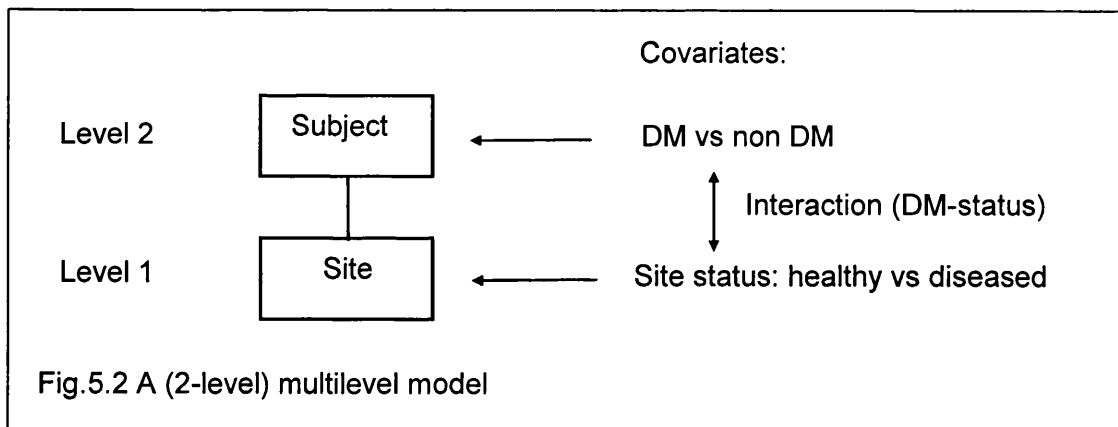 Covariates:
Level 2
Subject
DM vs non DM
Interaction (DM-status)
Level 1
Site
Site status: healthy vs diseased
Fig.5.2 A (2-level) multilevel model